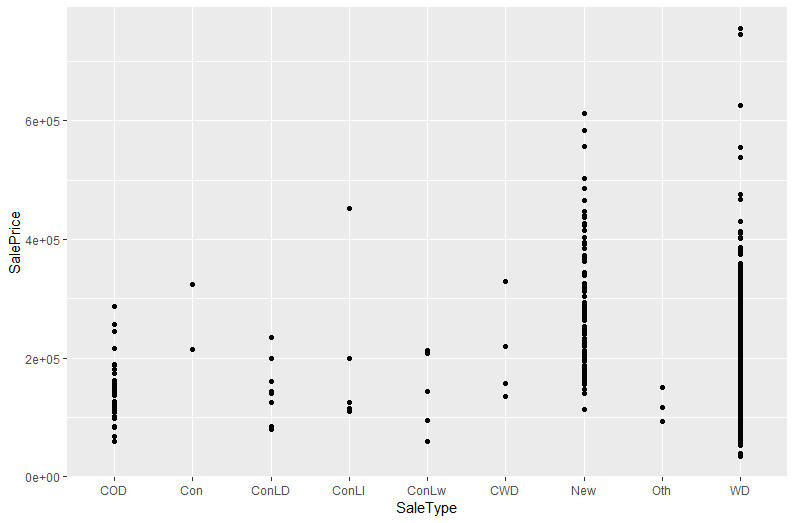 6e+05
4e+05
2e+05
0e+00
SalePrice
COD Con ConLD ConLI ConLw CWD New Oth WD
SaleType